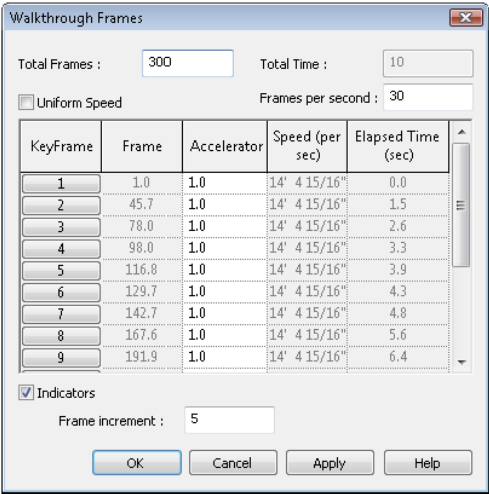 Walkthrough Frames
Total Frames : 300 Total Time : 10
Uniform Speed Frames per second : 30
KeyFrame Frame Accelerator Speed (per sec) Elapsed Time (sec)
1 1.0 1.0 14' 4 15/16" 0.0
2 45.7 1.0 14' 4 15/16" 1.5
3 78.0 1.0 14' 4 15/16" 2.6
4 98.0 1.0 14' 4 15/16" 3.3
5 116.8 1.0 14' 4 15/16" 3.9
6 129.7 1.0 14' 4 15/16" 4.3
7 142.7 1.0 14' 4 15/16" 4.8
8 167.6 1.0 14' 4 15/16" 5.6
9 191.9 1.0 14' 4 15/16" 6.4
Indicators
Frame increment : 5
OK Cancel Apply Help